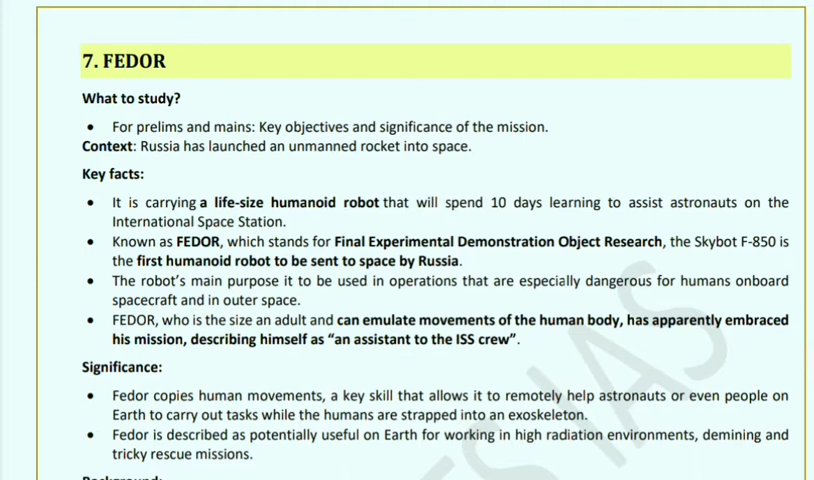 7. FEDOR
What to study?
• For prelims and mains: Key objectives and significance of the mission.
Context: Russia has launched an unmanned rocket into space.
Key facts:
• It is carrying a life-size humanoid robot that will spend 10 days learning to assist astronauts on the
International Space Station.
• Known as FEDOR, which stands for Final Experimental Demonstration Object Research, the Skybot F-850 is
the first humanoid robot to be sent to space by Russia.
• The robot's main purpose it to be used in operations that are especially dangerous for humans onboard
spacecraft and in outer space.
• FEDOR, who is the size an adult and can emulate movements of the human body, has apparently embraced
his mission, describing himself as “an assistant to the ISS crew”.
Significance:
• Fedor copies human movements, a key skill that allows it to remotely help astronauts or even people on
Earth to carry out tasks while the humans are strapped into an exoskeleton.
• Fedor is described as potentially useful on Earth for working in high radiation environments, demining and
tricky rescue missions.
IAS